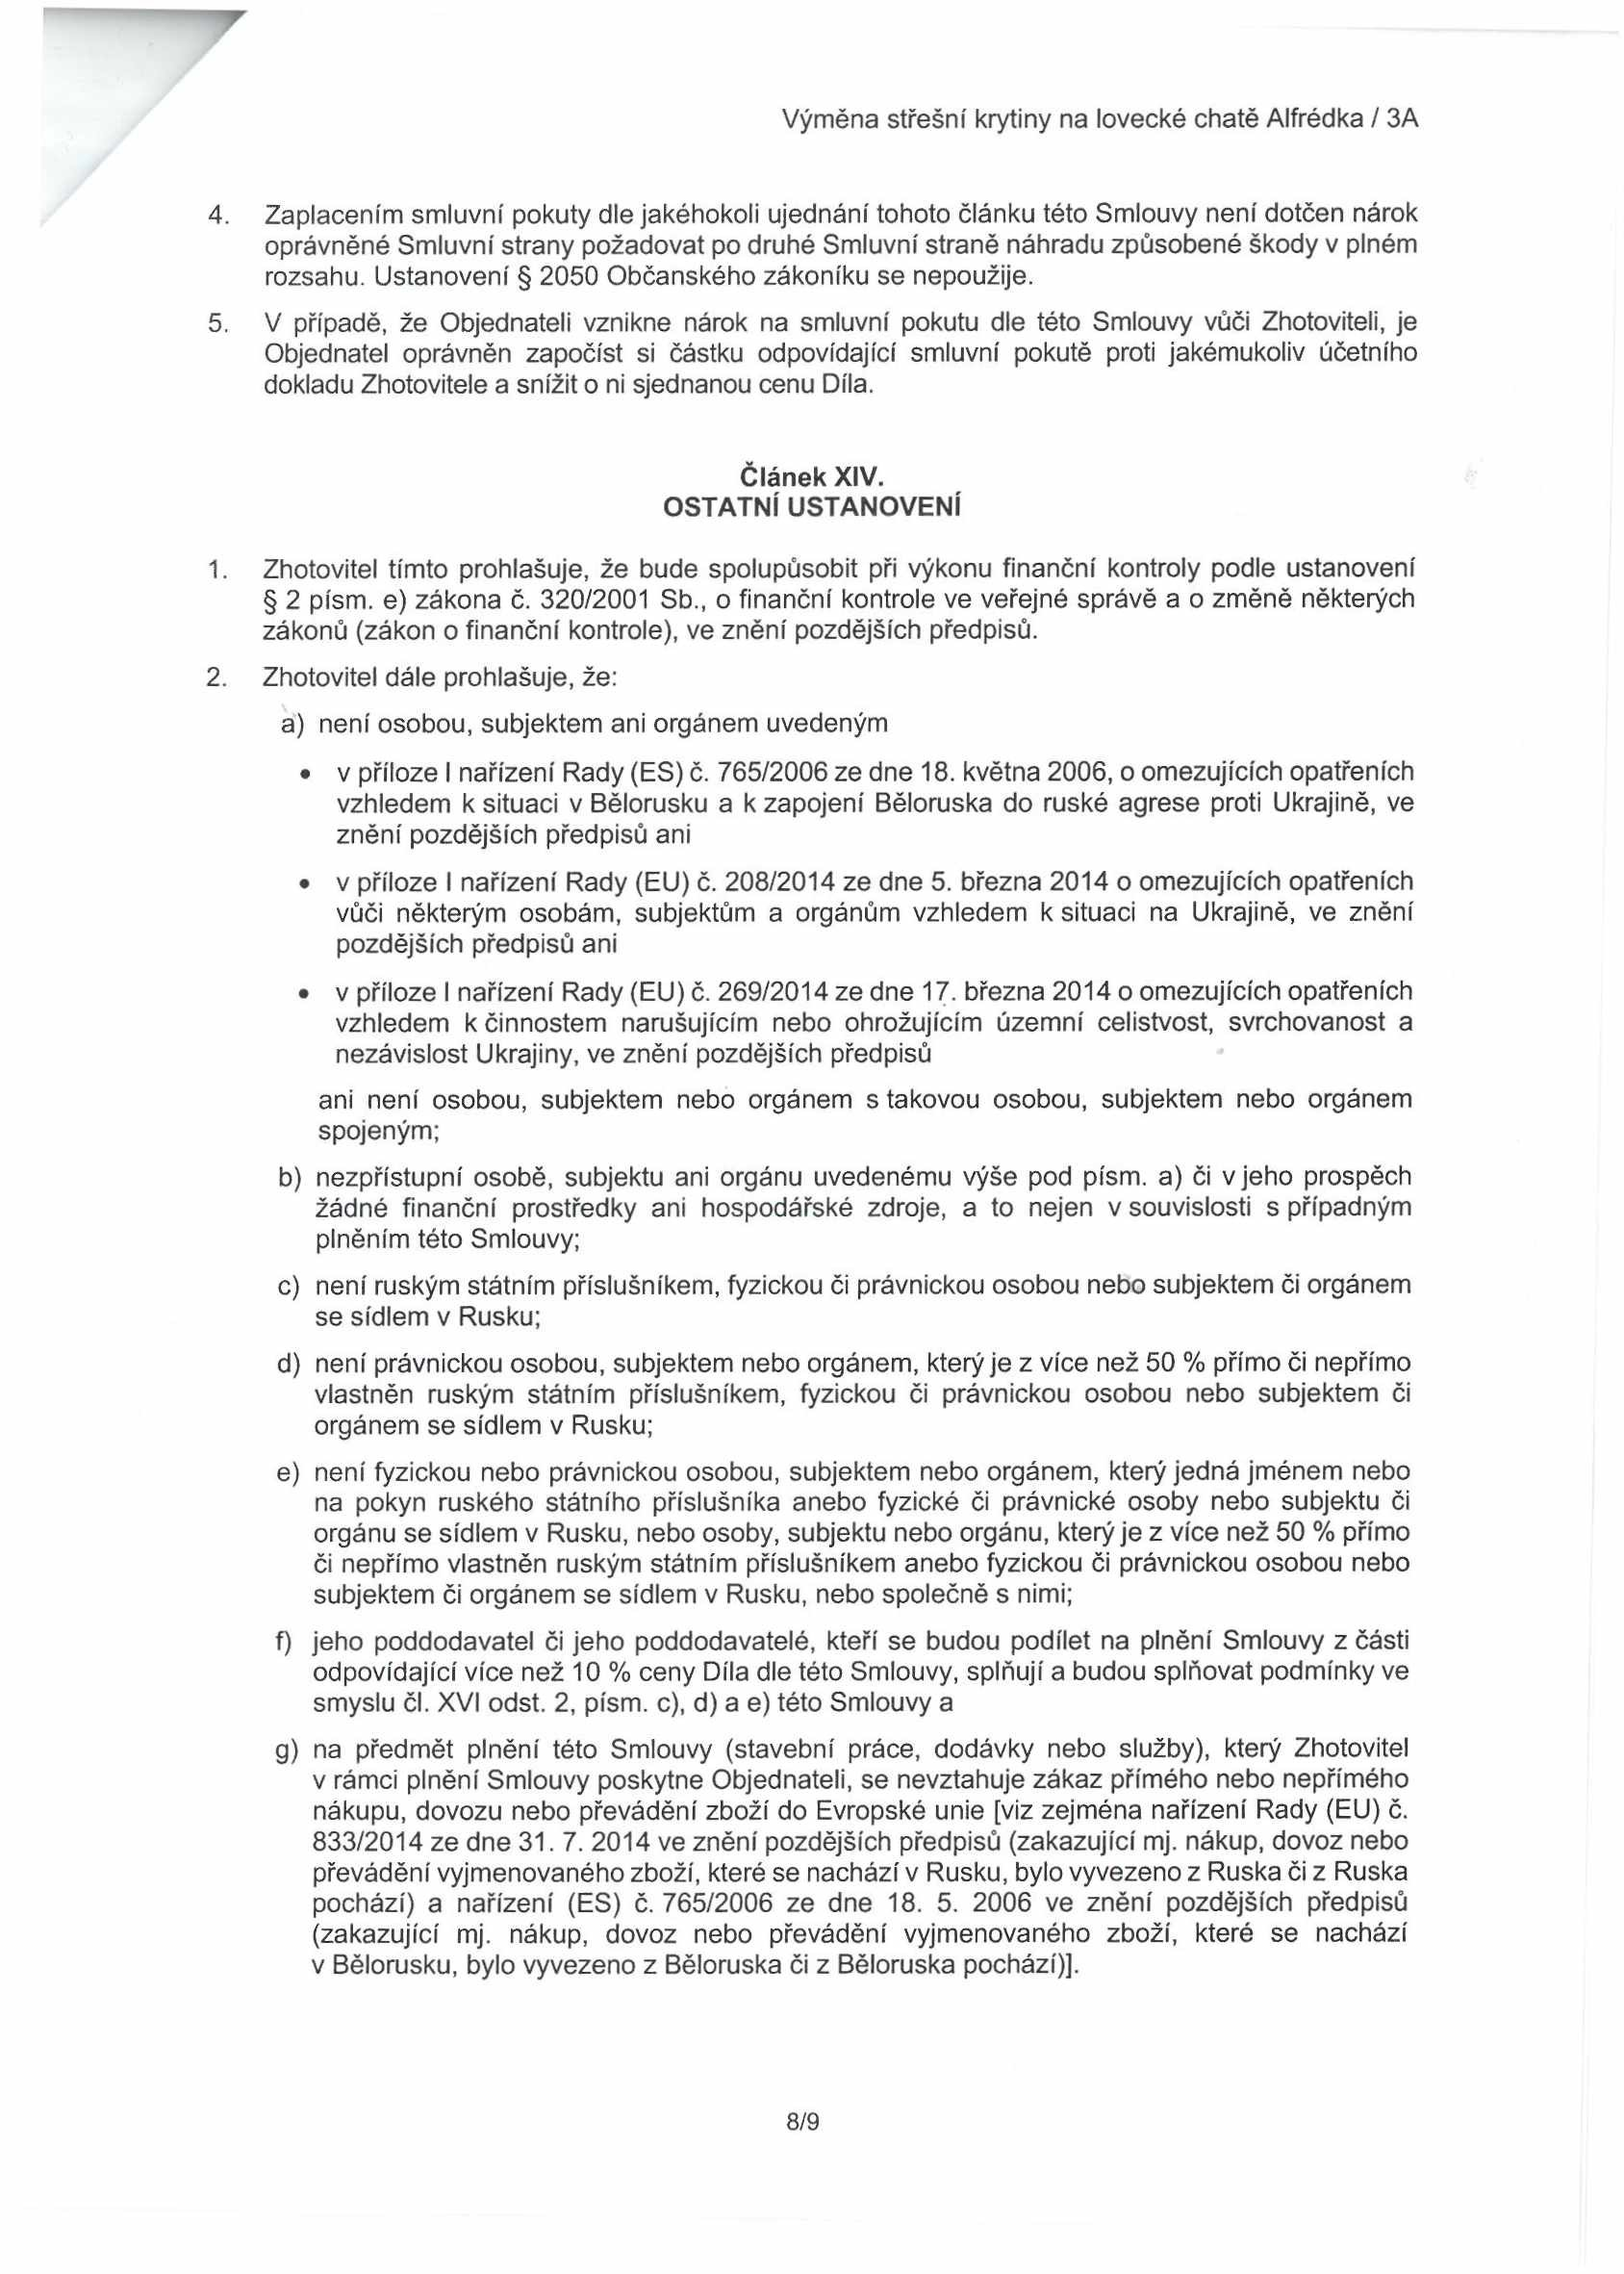 Výměna střešní krytiny na lovecké chatě Alfrédka / 3A
4. Zaplacením smluvní pokuty dle jakéhokoli ujednání tohoto článku této Smlouvy není dotčen nárok
oprávněné Smluvní strany požadovat po druhé Smluvní straně náhradu způsobené škody v plném
rozsahu. Ustanovení § 2050 Občanského zákoníku se nepoužije.
5. V případě, že Objednateli vznikne nárok na smluvní pokutu dle této Smlouvy vůči Zhotoviteli, je
Objednatel oprávněn započíst si částku odpovídající smluvní pokutě proti jakémukoliv účetního
dokladu Zhotovitele a snížit o ni sjednanou cenu Díla.
Článek XIV.
OSTATNÍ USTANOVENÍ
1. Zhotovitel tímto prohlašuje, že bude spolupůsobit při výkonu finanční kontroly podle ustanovení
§ 2 písm. e) zákona č. 320/2001 Sb., o finanční kontrole ve veřejné správě a o změně některých
zákonů (zákon o finanční kontrole), ve znění pozdějších předpisů.
2. Zhotovitel dále prohlašuje, že:
a) není osobou, subjektem ani orgánem uvedeným
• v příloze I nařízení Rady (ES) č. 765/2006 ze dne 18. května 2006, o omezujících opatřeních
vzhledem k situaci v Bělorusku a k zapojení Běloruska do ruské agrese proti Ukrajině, ve
znění pozdějších předpisů ani
• v příloze I nařízení Rady (EU) č. 208/2014 ze dne 5. března 2014 o omezujících opatřeních
vůči některým osobám, subjektům a orgánům vzhledem k situaci na Ukrajině, ve znění
pozdějších předpisů ani
• v příloze I nařízení Rady (EU) č. 269/2014 ze dne 17. března 2014 o omezujících opatřeních
vzhledem k činnostem narušujícím nebo ohrožujícím územní celistvost, svrchovanost a
nezávislost Ukrajiny, ve znění pozdějších předpisů
ani není osobou, subjektem nebo orgánem s takovou osobou, subjektem nebo orgánem
spojeným;
b) nezpřístupní osobě, subjektu ani orgánu uvedenému výše pod písm. a) či v jeho prospěch
žádné finanční prostředky ani hospodářské zdroje, a to nejen v souvislosti s případným
plněním této Smlouvy;
c) není ruským státním příslušníkem, fyzickou či právnickou osobou nebo subjektem či orgánem
se sídlem v Rusku;
d) není právnickou osobou, subjektem nebo orgánem, který je z více než 50 % přímo či nepřímo
vlastněn ruským státním příslušníkem, fyzickou či právnickou osobou nebo subjektem či
orgánem se sídlem v Rusku;
e) není fyzickou nebo právnickou osobou, subjektem nebo orgánem, který jedná jménem nebo
na pokyn ruského státního příslušníka anebo fyzické či právnické osoby nebo subjektu či
orgánu se sídlem v Rusku, nebo osoby, subjektu nebo orgánu, který je z více než 50 % přímo
či nepřímo vlastněn ruským státním příslušníkem anebo fyzickou či právnickou osobou nebo
subjektem či orgánem se sídlem v Rusku, nebo společně s nimi;
f) jeho poddodavatel či jeho poddodavatelé, kteří se budou podílet na plnění Smlouvy z části
odpovídající více než 10 % ceny Díla dle této Smlouvy, splňují a budou splňovat podmínky ve
smyslu čl. XVI odst. 2, písm. c), d) a e) této Smlouvy a
g) na předmět plnění této Smlouvy (stavební práce, dodávky nebo služby), který Zhotovitel
v rámci plnění Smlouvy poskytne Objednateli, se nevztahuje zákaz přímého nebo nepřímého
nákupu, dovozu nebo převádění zboží do Evropské unie [viz zejména nařízení Rady (EU) č.
833/2014 ze dne 31. 7. 2014 ve znění pozdějších předpisů (zakazující mj. nákup, dovoz nebo
převádění vyjmenovaného zboží, které se nachází v Rusku, bylo vyvezeno z Ruska či z Ruska
pochází) a nařízení (ES) č. 765/2006 ze dne 18. 5. 2006 ve znění pozdějších předpisů
(zakazující mj. nákup, dovoz nebo převádění vyjmenovaného zboží, které se nachází
v Bělorusku, bylo vyvezeno z Běloruska či z Běloruska pochází)].
8/9